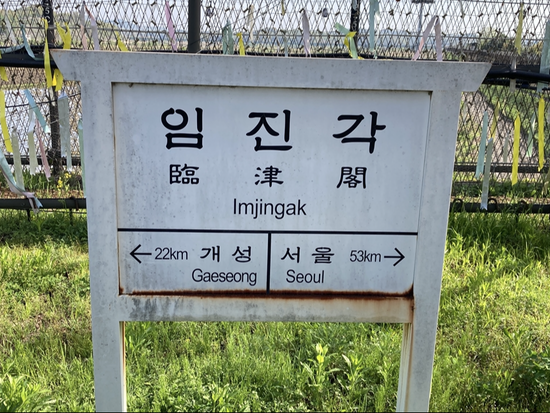 임진각
臨津閣
Imjingak
←22km 개성
Gaeseong
서울 53km→
Seoul